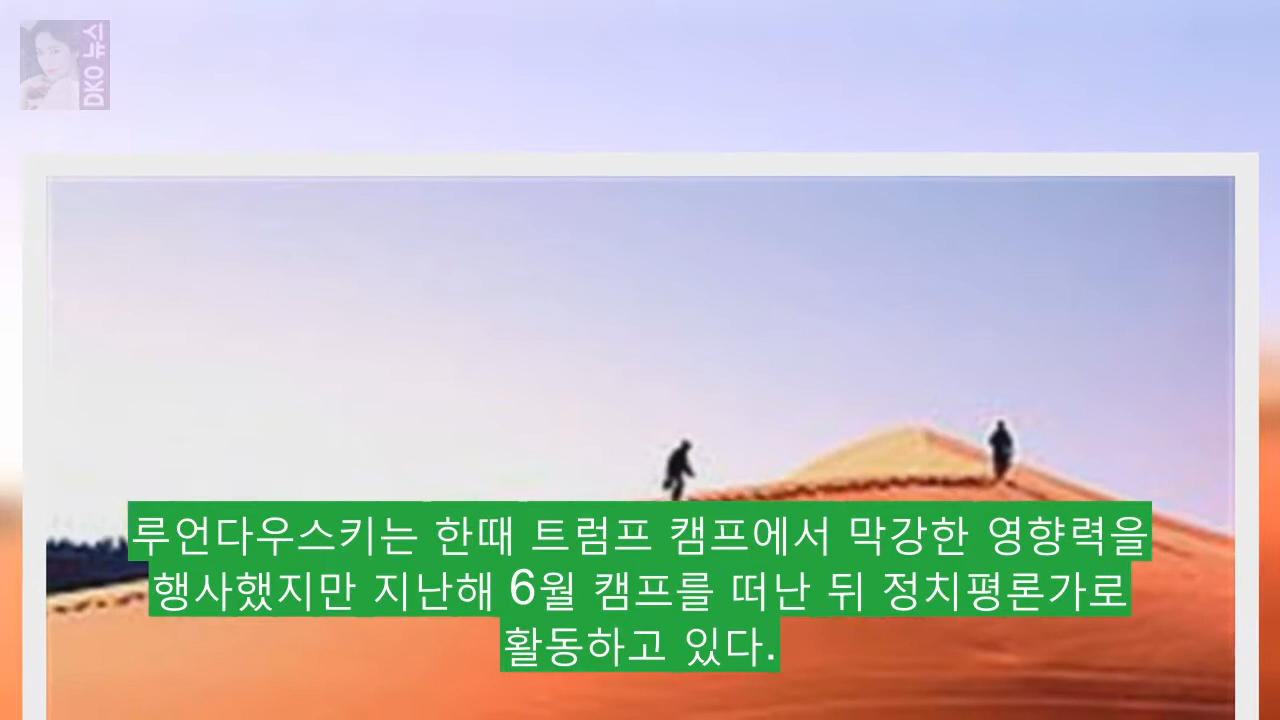 DKO 뉴스
루언다우스키는 한때 트럼프 캠프에서 막강한 영향력을
행사했지만 지난해 6월 캠프를 떠난 뒤 정치평론가로
활동하고 있다.